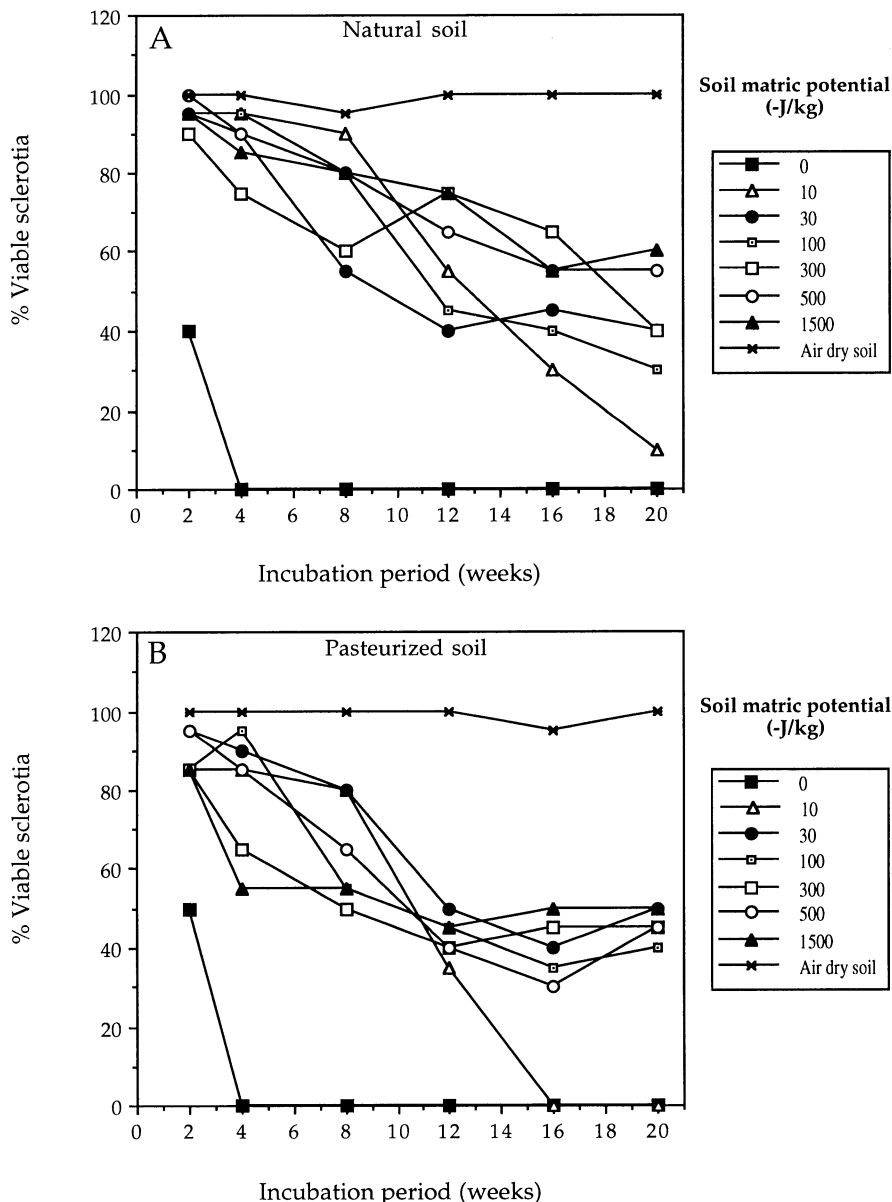 A
Natural soil
120
100
80
60
40
20
0
% Viable sclerotia
0 2 4 6 8 10 12 14 16 18 20
Incubation period (weeks)
Soil matric potential
(-J/kg)
0
10
30
100
300
500
1500
Air dry soil
B
Pasteurized soil
120
100
80
60
40
20
0
% Viable sclerotia
0 2 4 6 8 10 12 14 16 18 20
Incubation period (weeks)
Soil matric potential
(-J/kg)
0
10
30
100
300
500
1500
Air dry soil